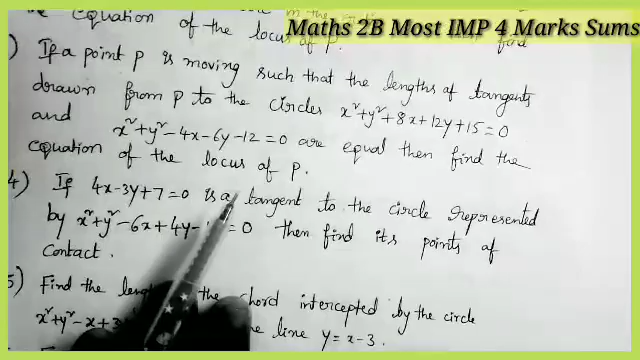 the equation of the locus of P. find
Maths 2B Most IMP 4 Marks Sums
) If a point P is moving such that the lengths of tangents
drawn from P to the circles x²+y²+8x+12y+15=0
and x²+y²-4x-6y-12=0 are equal then find the
equation of the locus of P.
4) If 4x-3y+7=0 is a tangent to the circle represented
by x²+y²-6x+4y- =0 then find its points of
contact.
5) Find the the chord intercepted by the circle
x²+y²-x+3 line y=x-3.